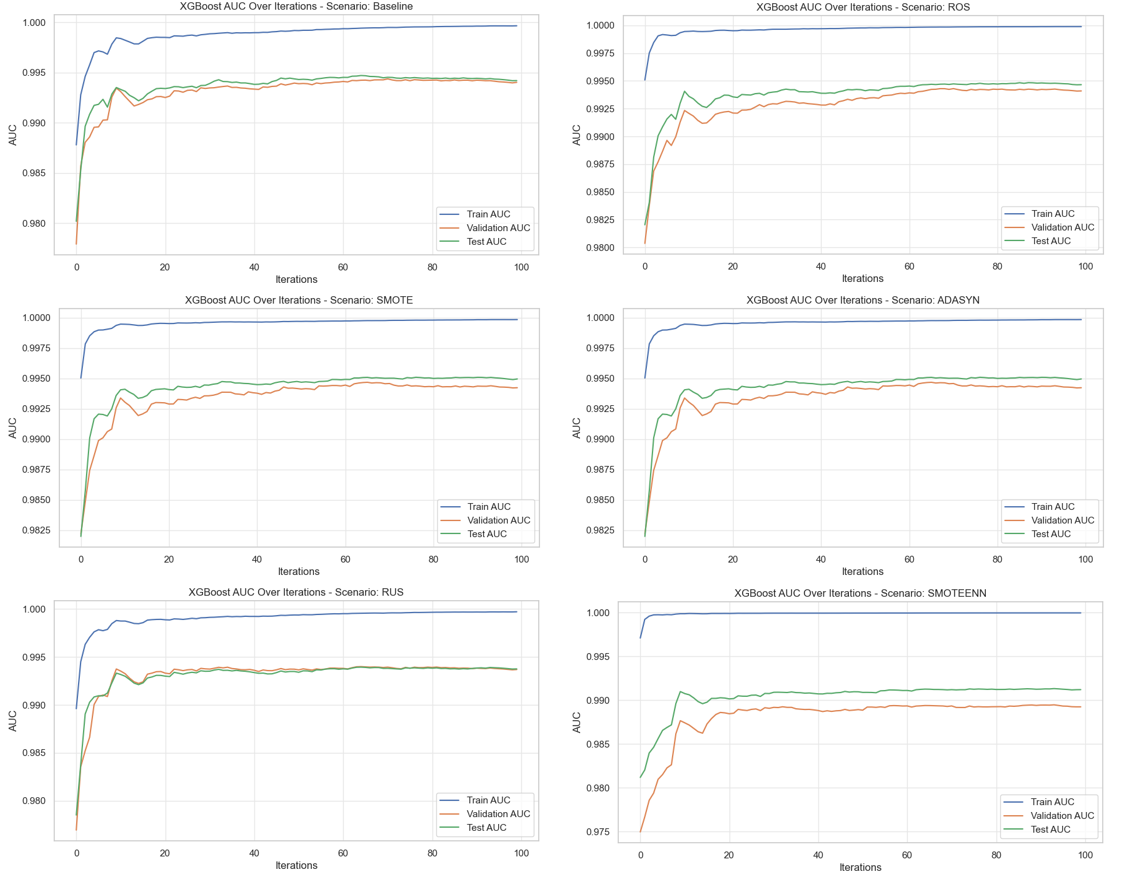 XGBoost AUC Over Iterations - Scenario: Baseline
1.000
0.995
0.990
0.985
0.980
AUC
0 20 40 60 80 100
Iterations
Train AUC
Validation AUC
Test AUC
XGBoost AUC Over Iterations - Scenario: ROS
1.0000
0.9975
0.9950
0.9925
0.9900
0.9875
0.9850
0.9825
0.9800
AUC
0 20 40 60 80 100
Iterations
Train AUC
Validation AUC
Test AUC
XGBoost AUC Over Iterations - Scenario: SMOTE
1.0000
0.9975
0.9950
0.9925
0.9900
0.9875
0.9850
0.9825
AUC
0 20 40 60 80 100
Iterations
Train AUC
Validation AUC
Test AUC
XGBoost AUC Over Iterations - Scenario: ADASYN
1.0000
0.9975
0.9950
0.9925
0.9900
0.9875
0.9850
0.9825
AUC
0 20 40 60 80 100
Iterations
Train AUC
Validation AUC
Test AUC
XGBoost AUC Over Iterations - Scenario: RUS
1.000
0.995
0.990
0.985
0.980
AUC
0 20 40 60 80 100
Iterations
Train AUC
Validation AUC
Test AUC
XGBoost AUC Over Iterations - Scenario: SMOTEENN
1.000
0.995
0.990
0.985
0.980
0.975
AUC
0 20 40 60 80 100
Iterations
Train AUC
Validation AUC
Test AUC